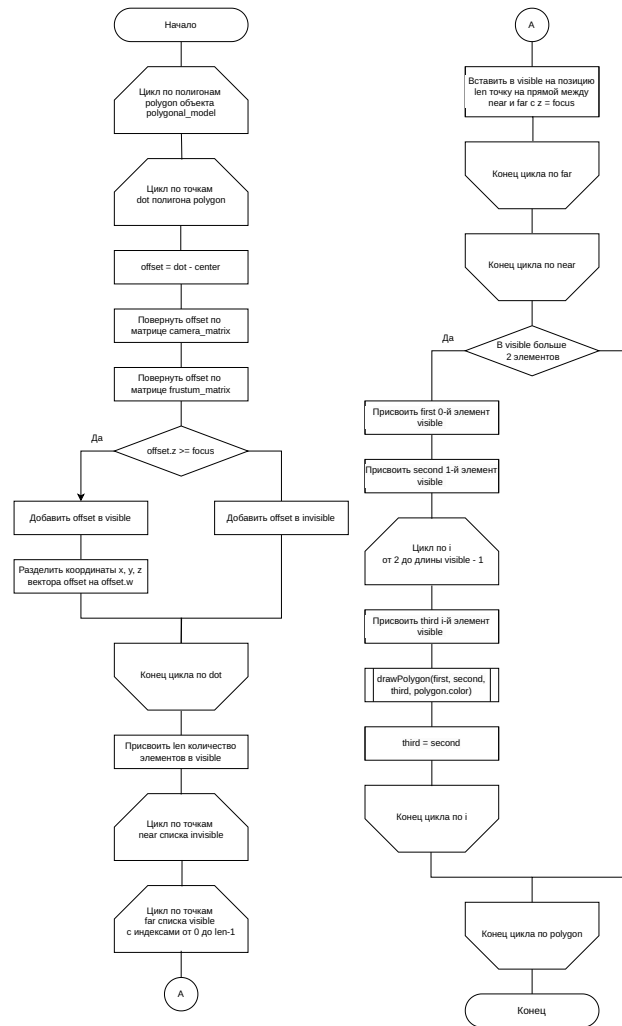 Начало
Цикл по полигонам
polygon объекта
polygonal_model
Цикл по точкам
dot полигона polygon
offset = dot - center
Повернуть offset по
матрице camera_matrix
Повернуть offset по
матрице frustum_matrix
offset.z >= focus
Да
Добавить offset в visible
Добавить offset в invisible
Разделить координаты x, y, z
вектора offset на offset.w
Конец цикла по dot
Присвоить len количество
элементов в visible
Цикл по точкам
near списка invisible
Цикл по точкам
far списка visible
с индексами от 0 до len-1
A
A
Вставить в visible на позицию
len точку на прямой между
near и far с z = focus
Конец цикла по far
Конец цикла по near
В visible больше
2 элементов
Да
Присвоить first 0-й элемент
visible
Присвоить second 1-й элемент
visible
Цикл по i
от 2 до длины visible - 1
Присвоить third i-й элемент
visible
drawPolygon(first, second,
third, polygon.color)
third = second
Конец цикла по i
Конец цикла по polygon
Конец